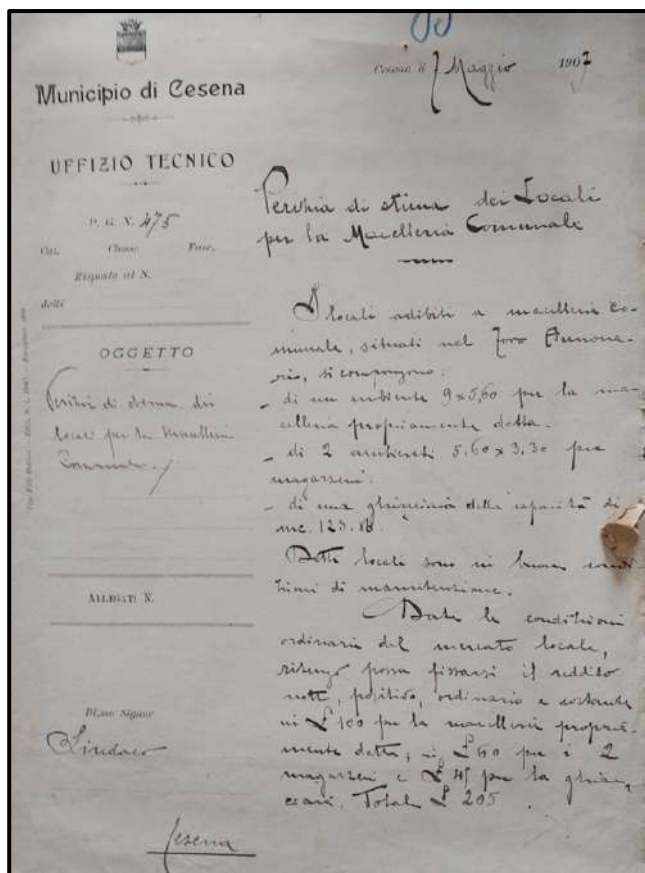 Municipio di Cesena
UFFIZIO TECNICO
P. G. N. 475
Cat. Classe Fasc.
Risposta al N.
delli
OGGETTO
Perizia di stima dei
locali per la Macelleria
Comunale
ALLEGATI N.
Ill.mo Signor
Sindaco
Cesena
Cesena li 7 Maggio 1907
Perizia di stima dei Locali
per la Macelleria Comunale
I locali adibiti a macelleria co-
munale, situati nel Foro Annona-
rio, si compongono:
- di un ambiente 9 x 5,60 per la ma-
celleria propriamente detta.
- di 2 ambienti 5.60 x 3.30 per
magazzeni.
- di una ghiacciaia della capacità di
mc. 123.
Detti locali sono in buone condi-
zioni di manutenzione.
Date le condizioni
ordinarie del mercato locale,
ritengo possa fissarsi il reddito
netto, positivo, ordinario e costante
in £ 100 per la macelleria propria-
mente detta; in £ 60 per i 2
magazzeni e £ 45 per la ghiac,
ciaia. Totale £ 205